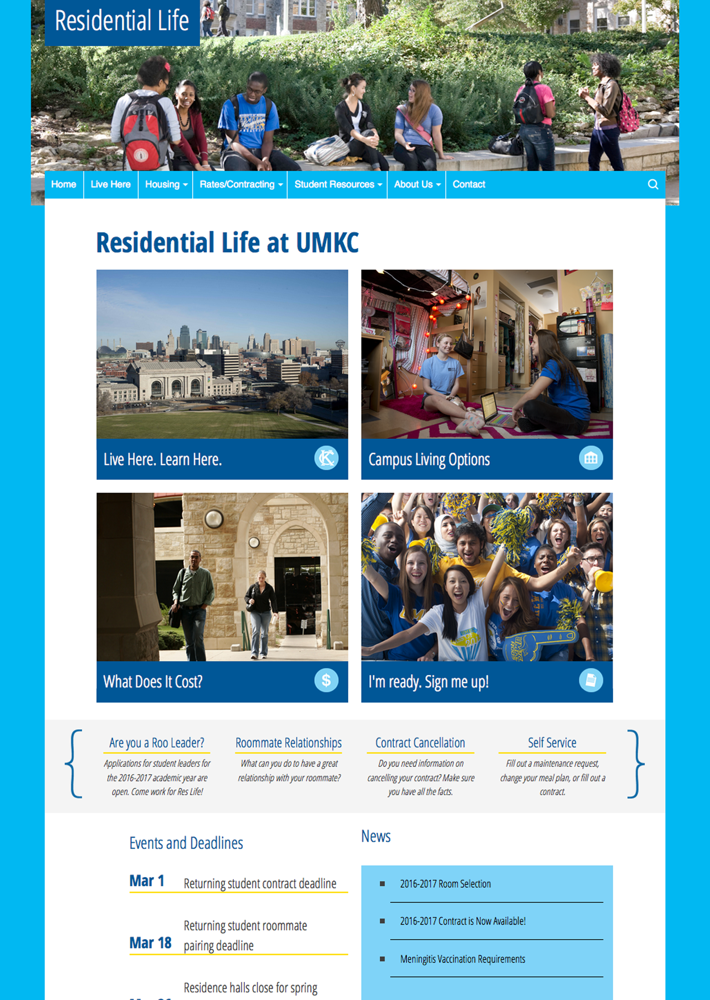 Residential Life
Home
Live Here
Housing
Rates/Contracting
Student Resources
About Us
Contact
Residential Life at UMKC
Live Here. Learn Here.
KC
Campus Living Options
What Does It Cost?
$
I'm ready. Sign me up!
Are you a Roo Leader?
Applications for student leaders for
the 2016-2017 academic year are
open. Come work for Res Life!
Roommate Relationships
What can you do to have a great
relationship with your roommate?
Contract Cancellation
Do you need information on
cancelling your contract? Make sure
you have all the facts.
Self Service
Fill out a maintenance request,
change your meal plan, or fill out a
contract.
Events and Deadlines
Mar 1
Returning student contract deadline
Mar 18
Returning student roommate
pairing deadline
Residence halls close for spring
News
2016-2017 Room Selection
2016-2017 Contract is Now Available!
Meningitis Vaccination Requirements